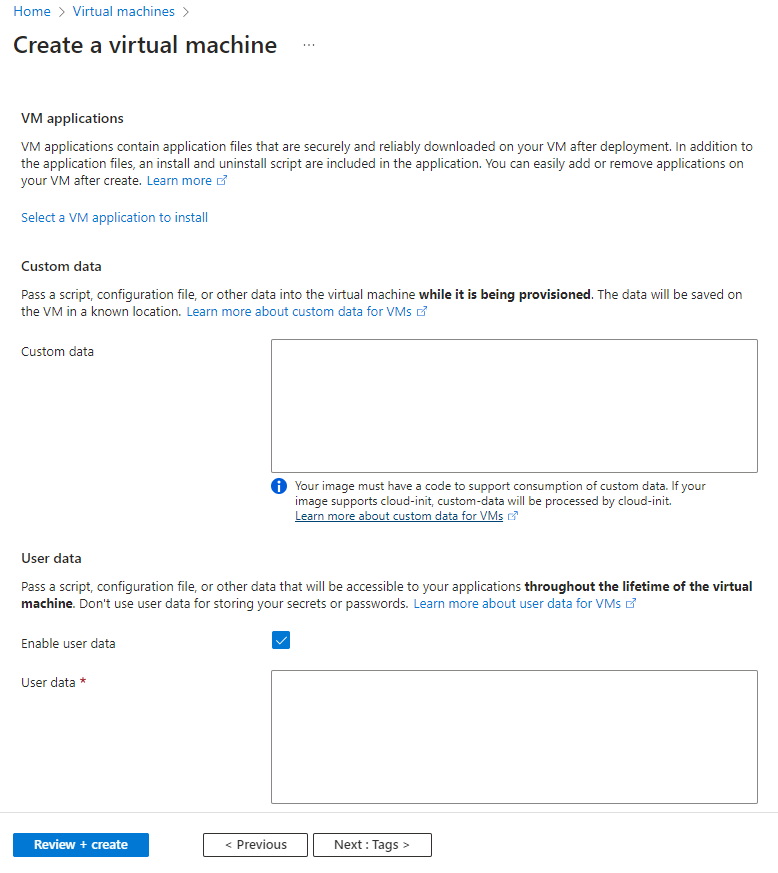 Home > Virtual machines >
Create a virtual machine ...
VM applications
VM applications contain application files that are securely and reliably downloaded on your VM after deployment. In addition to
the application files, an install and uninstall script are included in the application. You can easily add or remove applications on
your VM after create. Learn more
Select a VM application to install
Custom data
Pass a script, configuration file, or other data into the virtual machine while it is being provisioned. The data will be saved on
the VM in a known location. Learn more about custom data for VMs
Custom data
Your image must have a code to support consumption of custom data. If your
image supports cloud-init, custom-data will be processed by cloud-init.
Learn more about custom data for VMs
User data
Pass a script, configuration file, or other data that will be accessible to your applications throughout the lifetime of the virtual
machine. Don't use user data for storing your secrets or passwords. Learn more about user data for VMs
Enable user data
User data *
Review + create
< Previous
Next : Tags >